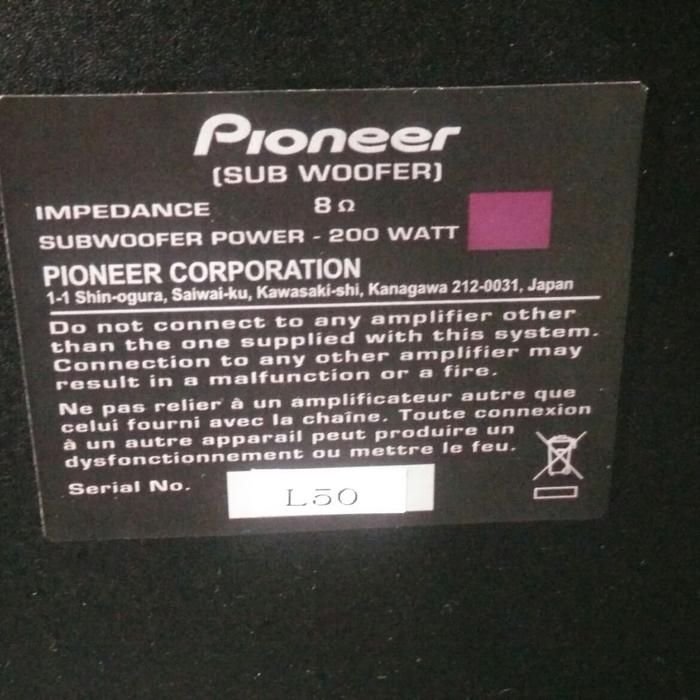 Pioneer
(SUB WOOFER)
IMPEDANCE 8 Ω
SUBWOOFER POWER - 200 WATT
PIONEER CORPORATION
1-1 Shin-ogura, Saiwai-ku, Kawasaki-shi, Kanagawa 212-0031, Japan
Do not connect to any amplifier other
than the one supplied with this system.
Connection to any other amplifier may
result in a malfunction or a fire.
Ne pas relier à un amplificateur autre que
celui fourni avec la chaîne. Toute connexion
à un autre appareil peut produire un
dysfonctionnement ou mettre le feu.
Serial No. L50